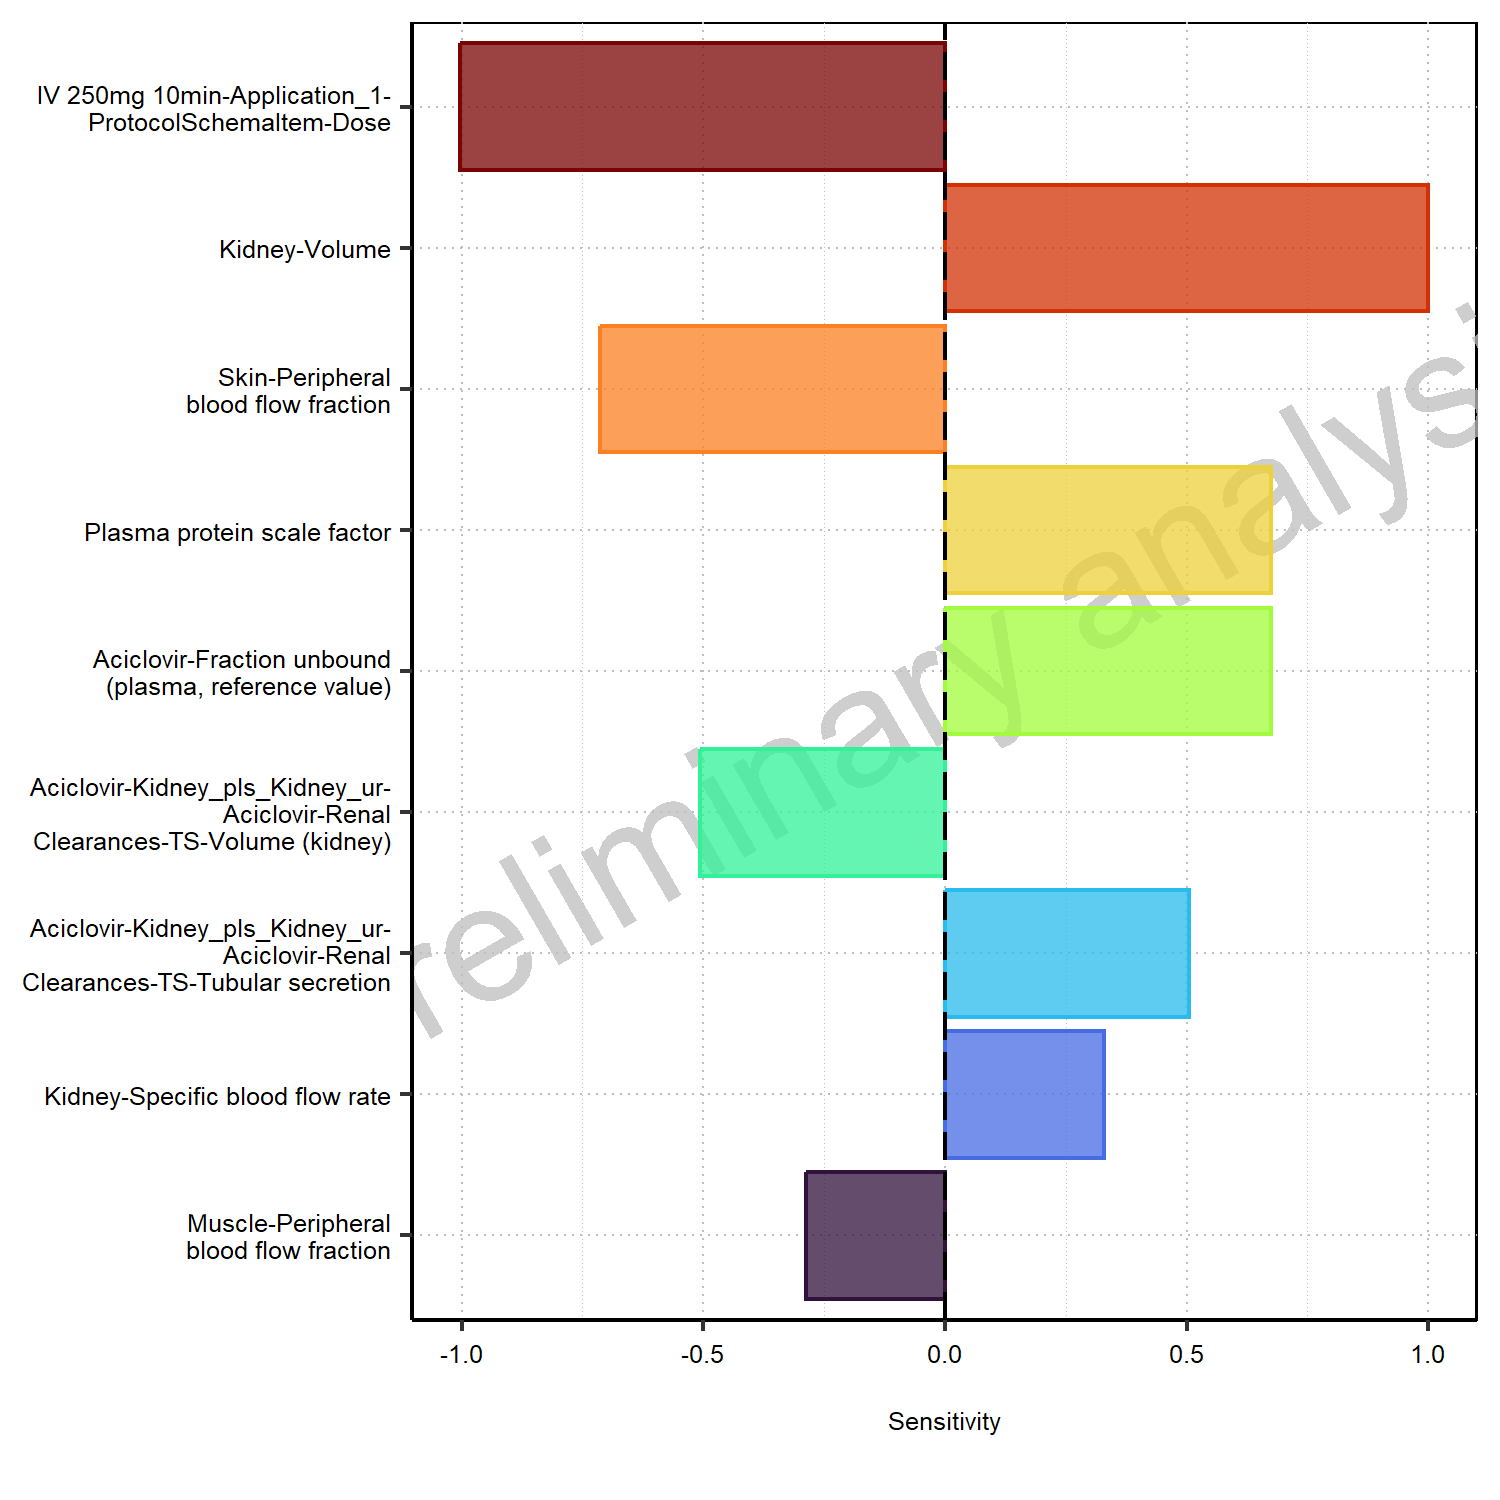 IV 250mg 10min-Application_1-
ProtocolSchemaItem-Dose
Kidney-Volume
Skin-Peripheral
blood flow fraction
Plasma protein scale factor
Aciclovir-Fraction unbound
(plasma, reference value)
Aciclovir-Kidney_pls_Kidney_ur-
Aciclovir-Renal
Clearances-TS-Volume (kidney)
Aciclovir-Kidney_pls_Kidney_ur-
Aciclovir-Renal
Clearances-TS-Tubular secretion
Kidney-Specific blood flow rate
Muscle-Peripheral
blood flow fraction
reliminary analysi
-1.0 -0.5 0.0 0.5 1.0
Sensitivity